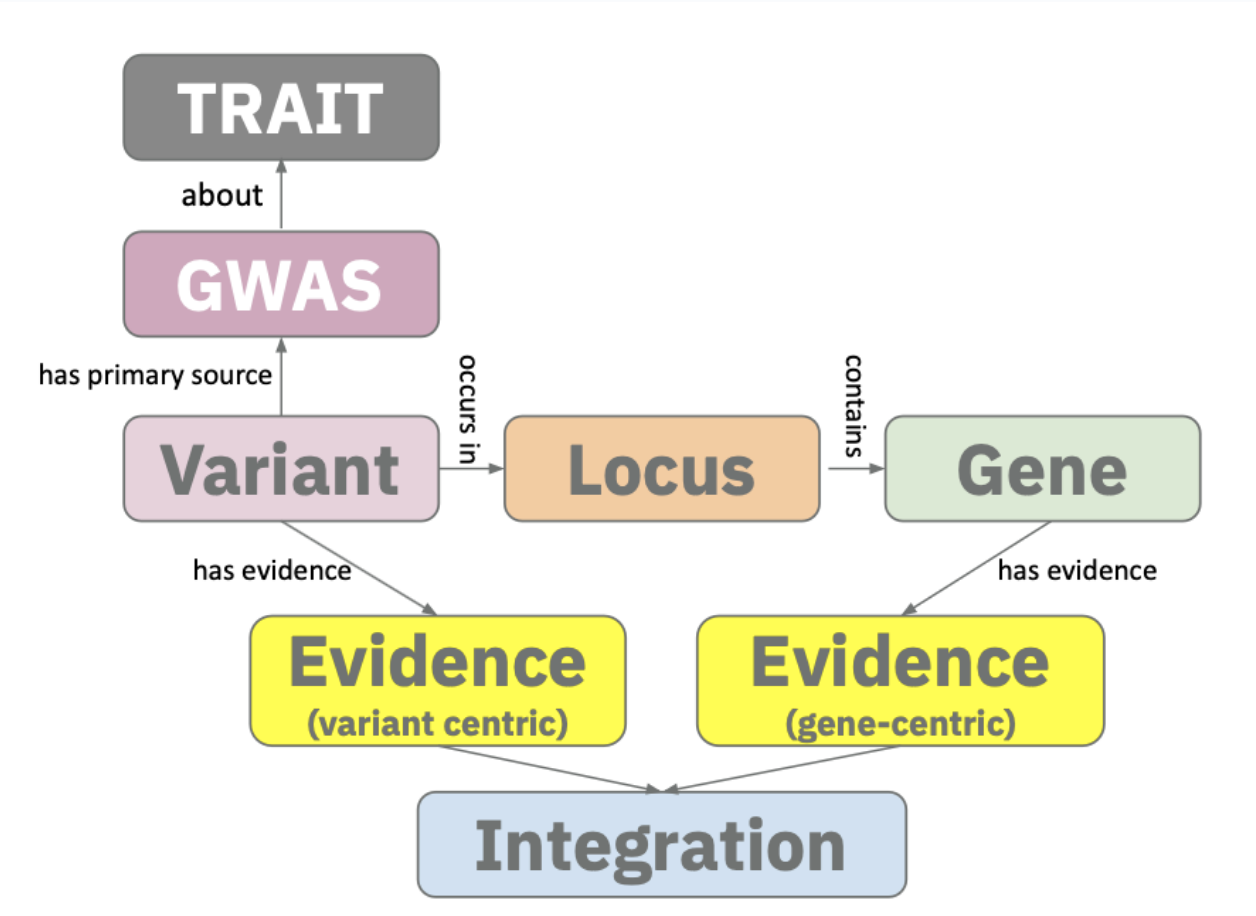 TRAIT
about
GWAS
has primary source
occurs in
contains
Variant
Locus
Gene
has evidence
has evidence
Evidence
(variant centric)
Evidence
(gene-centric)
Integration